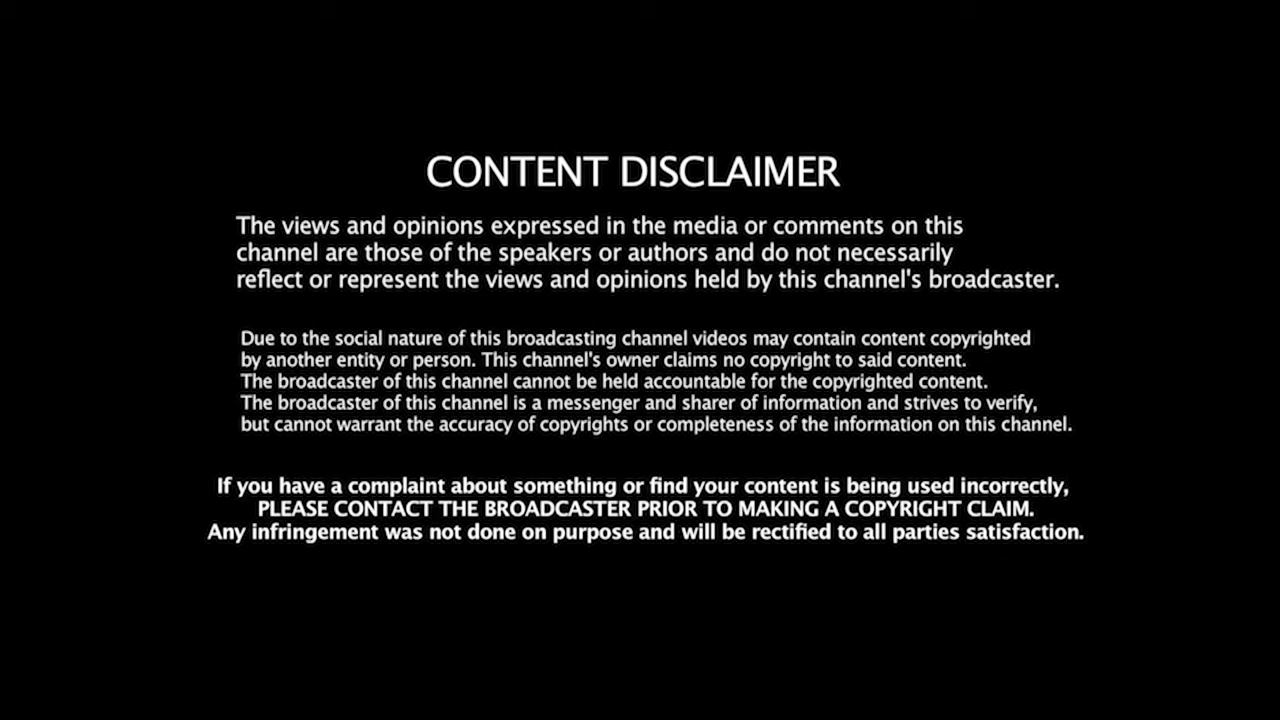 CONTENT DISCLAIMER
The views and opinions expressed in the media or comments on this
channel are those of the speakers or authors and do not necessarily
reflect or represent the views and opinions held by this channel's broadcaster.
Due to the social nature of this broadcasting channel videos may contain content copyrighted
by another entity or person. This channel's owner claims no copyright to said content.
The broadcaster of this channel cannot be held accountable for the copyrighted content.
The broadcaster of this channel is a messenger and sharer of information and strives to verify,
but cannot warrant the accuracy of copyrights or completeness of the information on this channel.
If you have a complaint about something or find your content is being used incorrectly,
PLEASE CONTACT THE BROADCASTER PRIOR TO MAKING A COPYRIGHT CLAIM.
Any infringement was not done on purpose and will be rectified to all parties satisfaction.